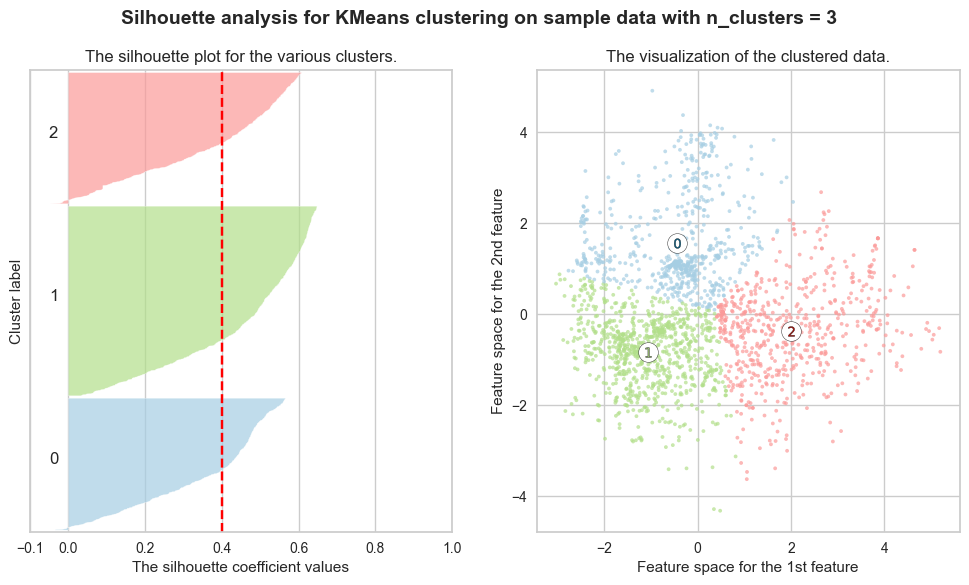 Silhouette analysis for KMeans clustering on sample data with n_clusters = 3
The silhouette plot for the various clusters.
Cluster label
2
1
0
−0.1 0.0 0.2 0.4 0.6 0.8 1.0
The silhouette coefficient values
The visualization of the clustered data.
Feature space for the 2nd feature
4
2
0
−2
−4
0
1
2
−2 0 2 4
Feature space for the 1st feature